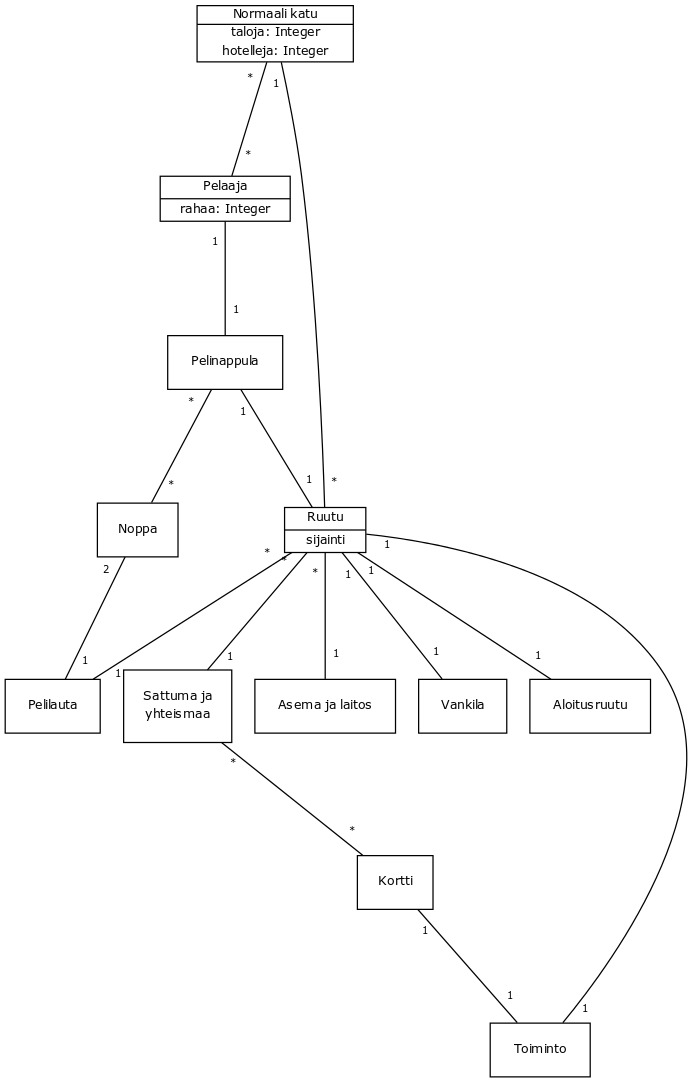 Normaali katu
taloja: Integer
hotelleja: Integer
*
1
*
Pelaaja
rahaa: Integer
1
1
Pelinappula
*
1
*
1
*
Noppa
Ruutu
sijainti
2
*
*
*
1
1
1
1
1
1
1
1
1
Pelilauta
Sattuma ja
yhteismaa
Asema ja laitos
Vankila
Aloitusruutu
*
*
Kortti
1
1
1
Toiminto